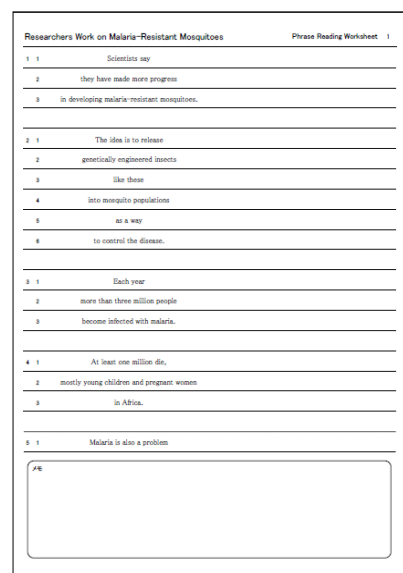 Researchers Work on Malaria-Resistant Mosquitoes Phrase Reading Worksheet 1
1 1 Scientists say
2 they have made more progress
3 in developing malaria-resistant mosquitoes.
2 1 The idea is to release
2 genetically engineered insects
3 like these
4 into mosquito populations
5 as a way
6 to control the disease.
3 1 Each year
2 more than three million people
3 become infected with malaria.
4 1 At least one million die,
2 mostly young children and pregnant women
3 in Africa.
5 1 Malaria is also a problem
メモ